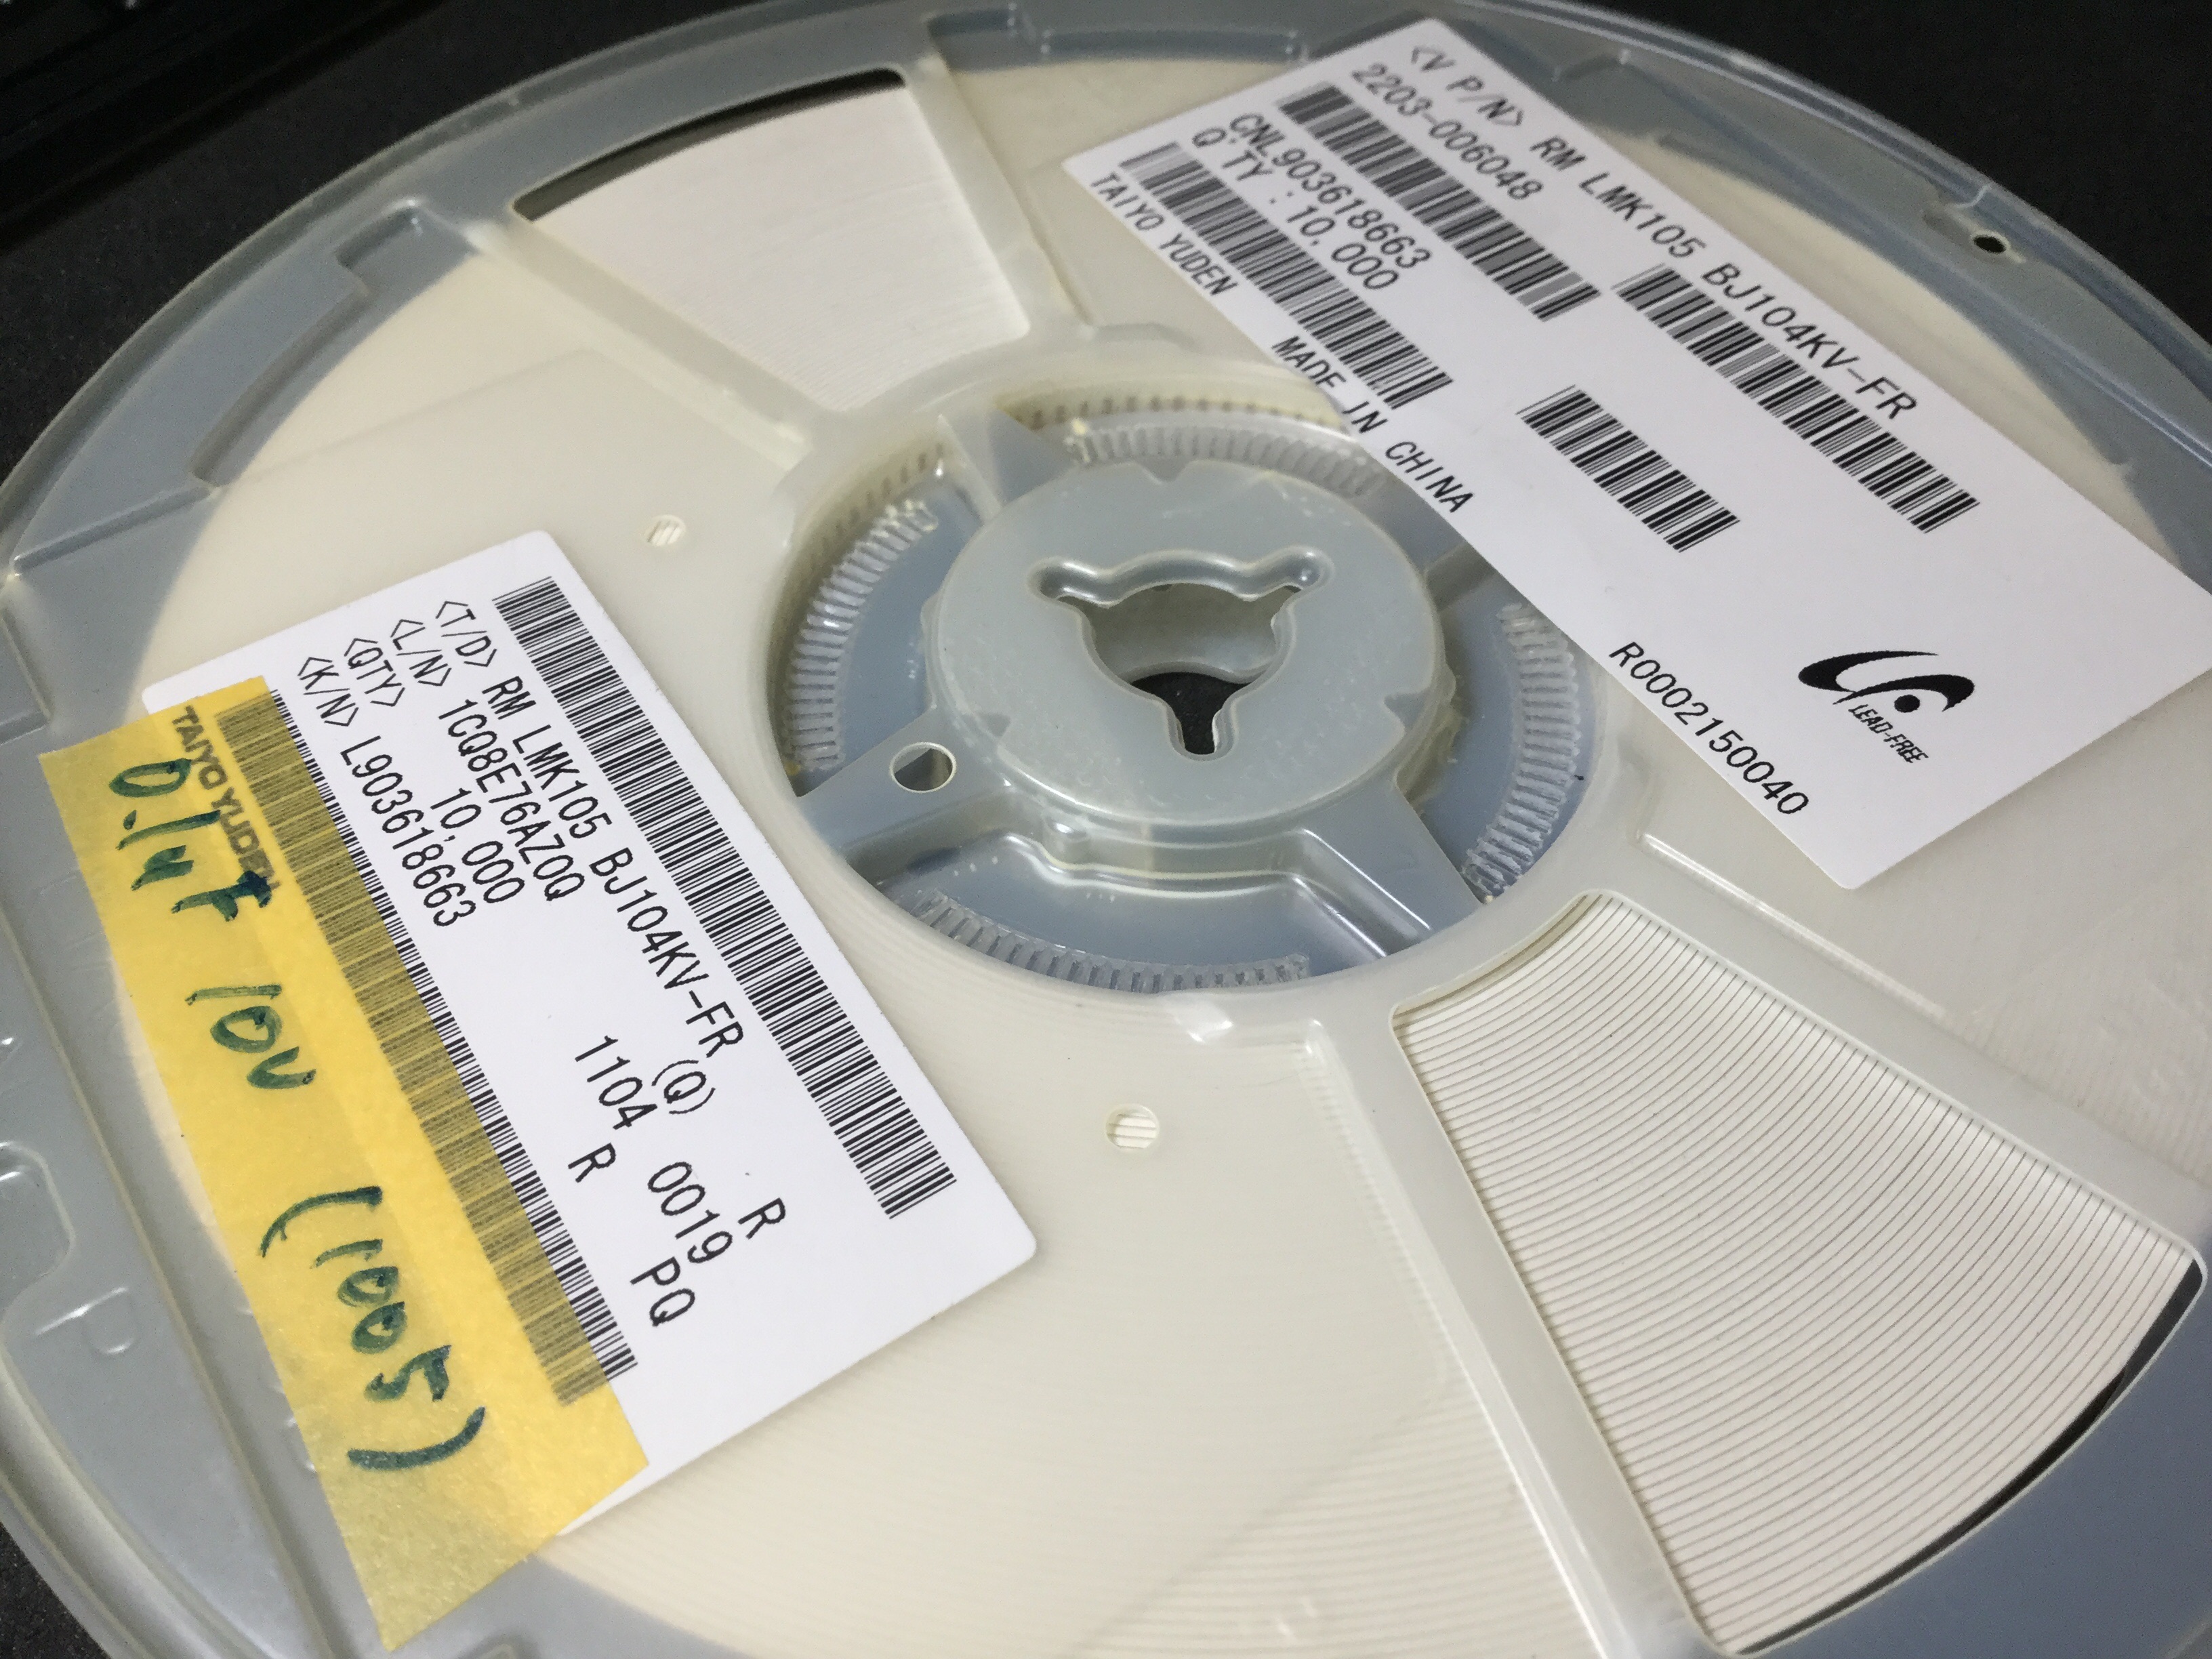 <V P/N> RM LMK105 BJ104KV-FR
2203-006048
CNL903618663
Q'TY : 10,000
TAIYO YUDEN MADE IN CHINA
R0002150040
LEAD-FREE
<T/D> RM LMK105 BJ104KV-FR (Q) R
<L/N> 1CQ8E76AZ0Q 0019 PQ
<QTY> 10,000 1104 R
<K/N> L903618663
TAIYO YUDEN
0.1uF 10V (1005)